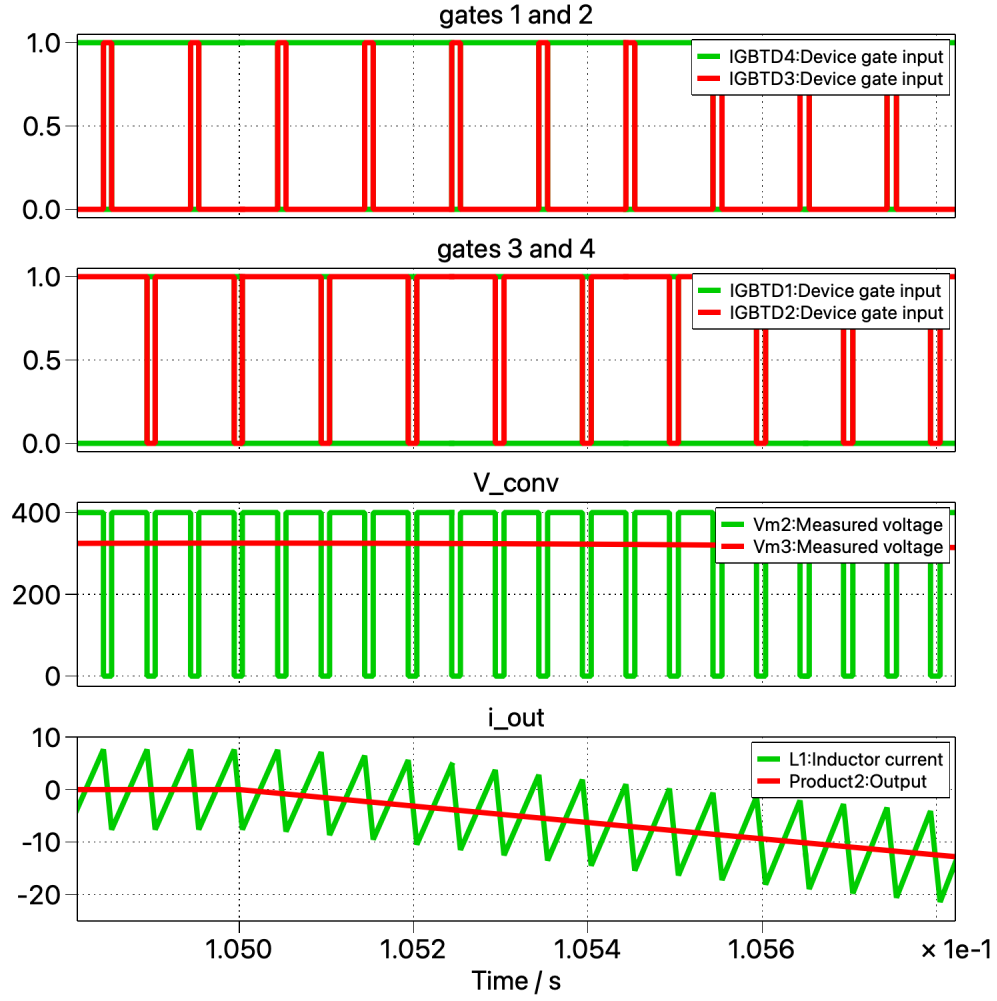 gates 1 and 2
1.0
0.5
0.0
IGBTD4:Device gate input
IGBTD3:Device gate input
gates 3 and 4
1.0
0.5
0.0
IGBTD1:Device gate input
IGBTD2:Device gate input
V_conv
400
200
0
Vm2:Measured voltage
Vm3:Measured voltage
i_out
10
0
-10
-20
L1:Inductor current
Product2:Output
1.050 1.052 1.054 1.056 × 1e-1
Time / s